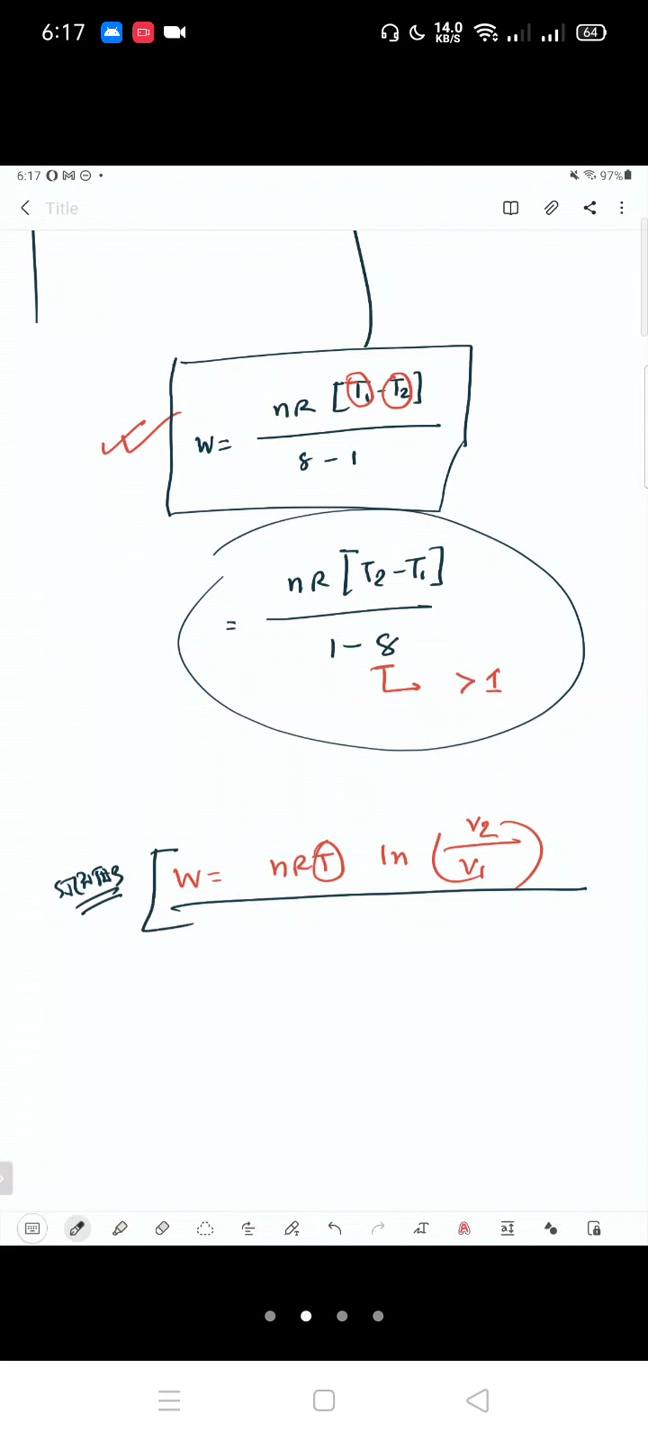 6:17 14.0 KB/S 64
6:17 97%
Title
nR [T₁-T₂]
W=
γ - 1
nR [T₂-T₁]
=
1 - γ
> 1
সমোষ্ণ [ W= nRT ln (V₂/V₁)